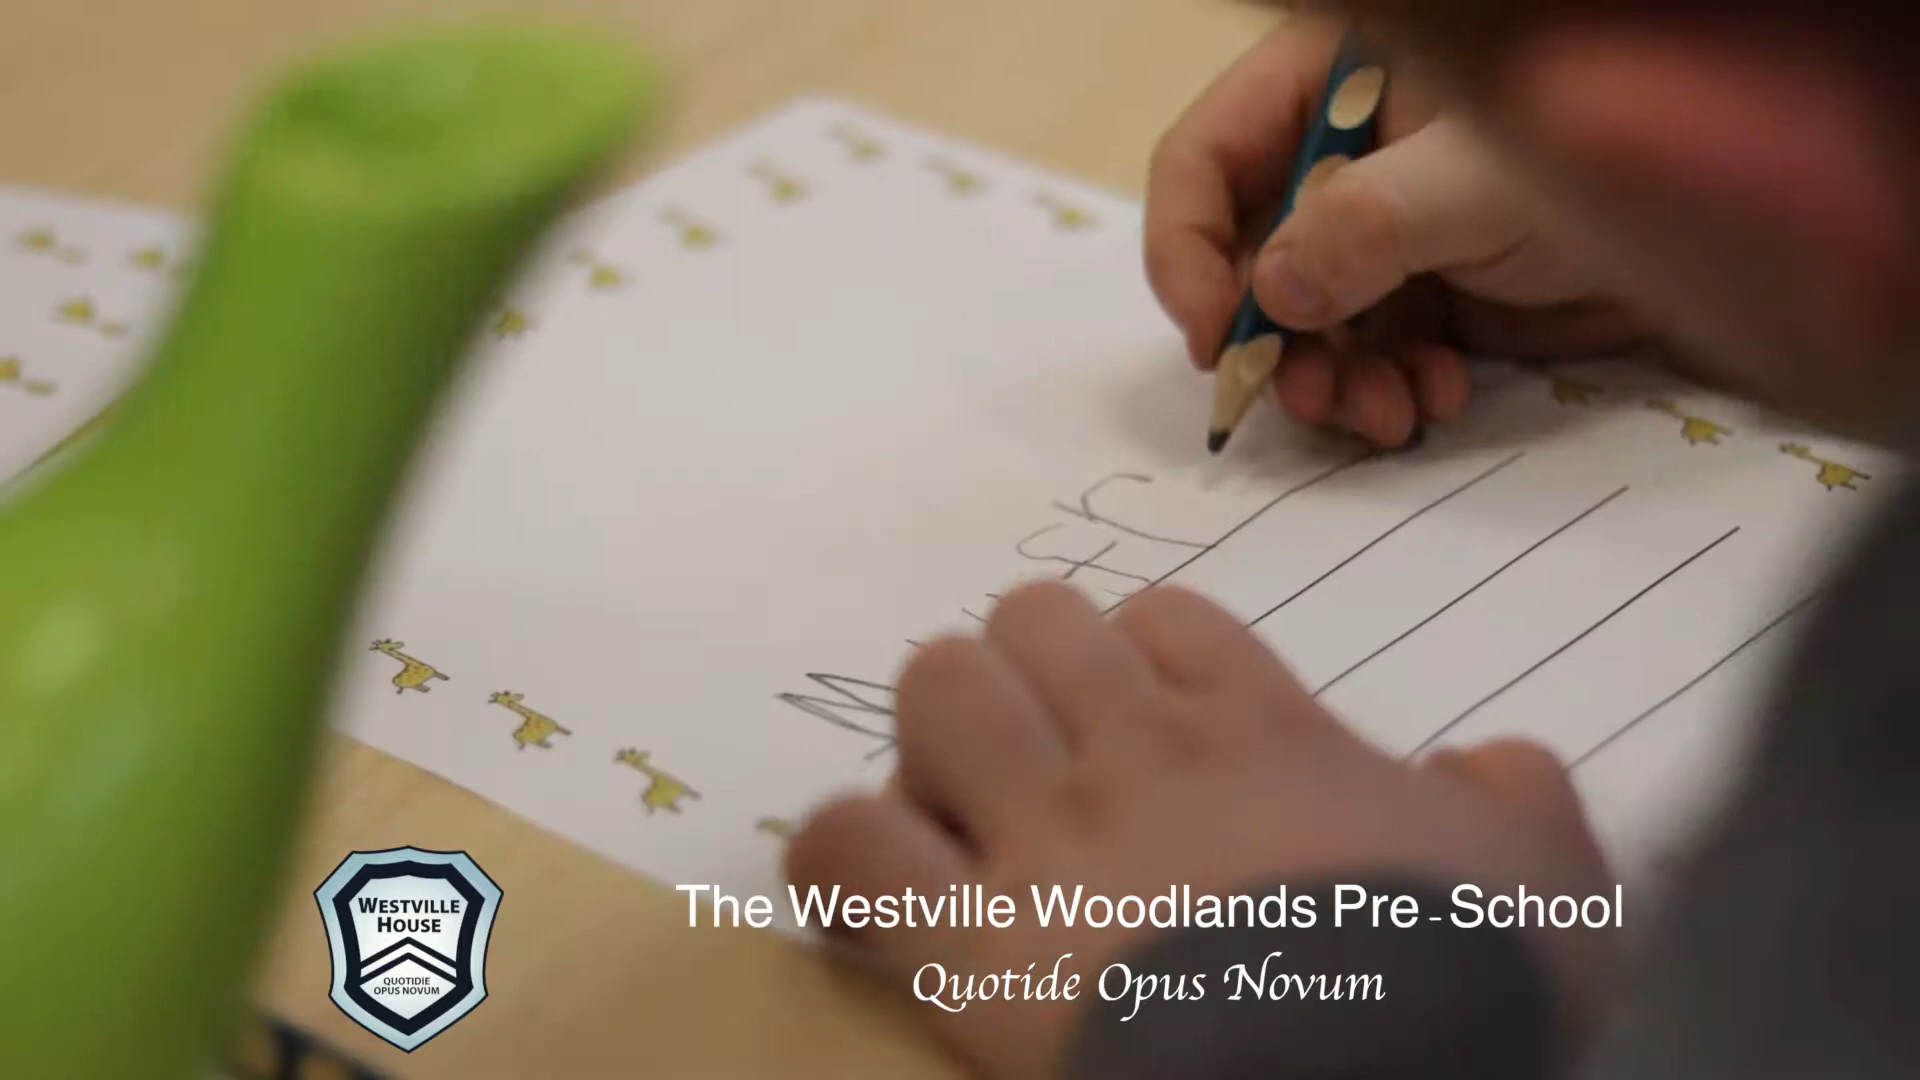 WESTVILLE
HOUSE
QUOTIDIE
OPUS NOVUM
The Westville Woodlands Pre-School
Quotide Opus Novum